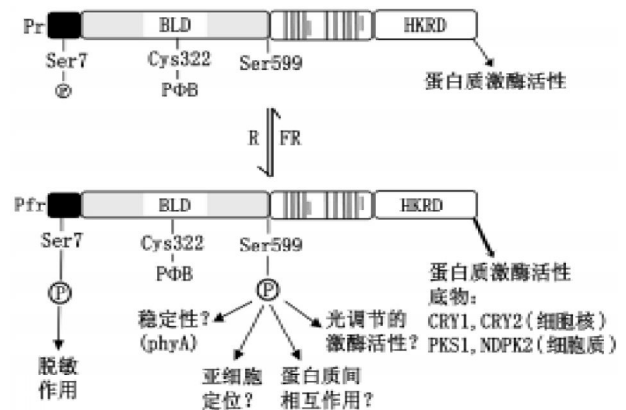 Pr BLD HKRD
Ser7 Cys322 Ser599
Ⓟ PΦB
蛋白质激酶活性
R FR
Pfr BLD HKRD
Ser7 Cys322 Ser599
PΦB
Ⓟ Ⓟ
脱敏
作用
稳定性?
(phyA)
亚细胞
定位?
蛋白质间
相互作用?
光调节的
激酶活性?
蛋白质激酶活性
底物:
CRY1,CRY2(细胞核)
PKS1,NDPK2(细胞质)